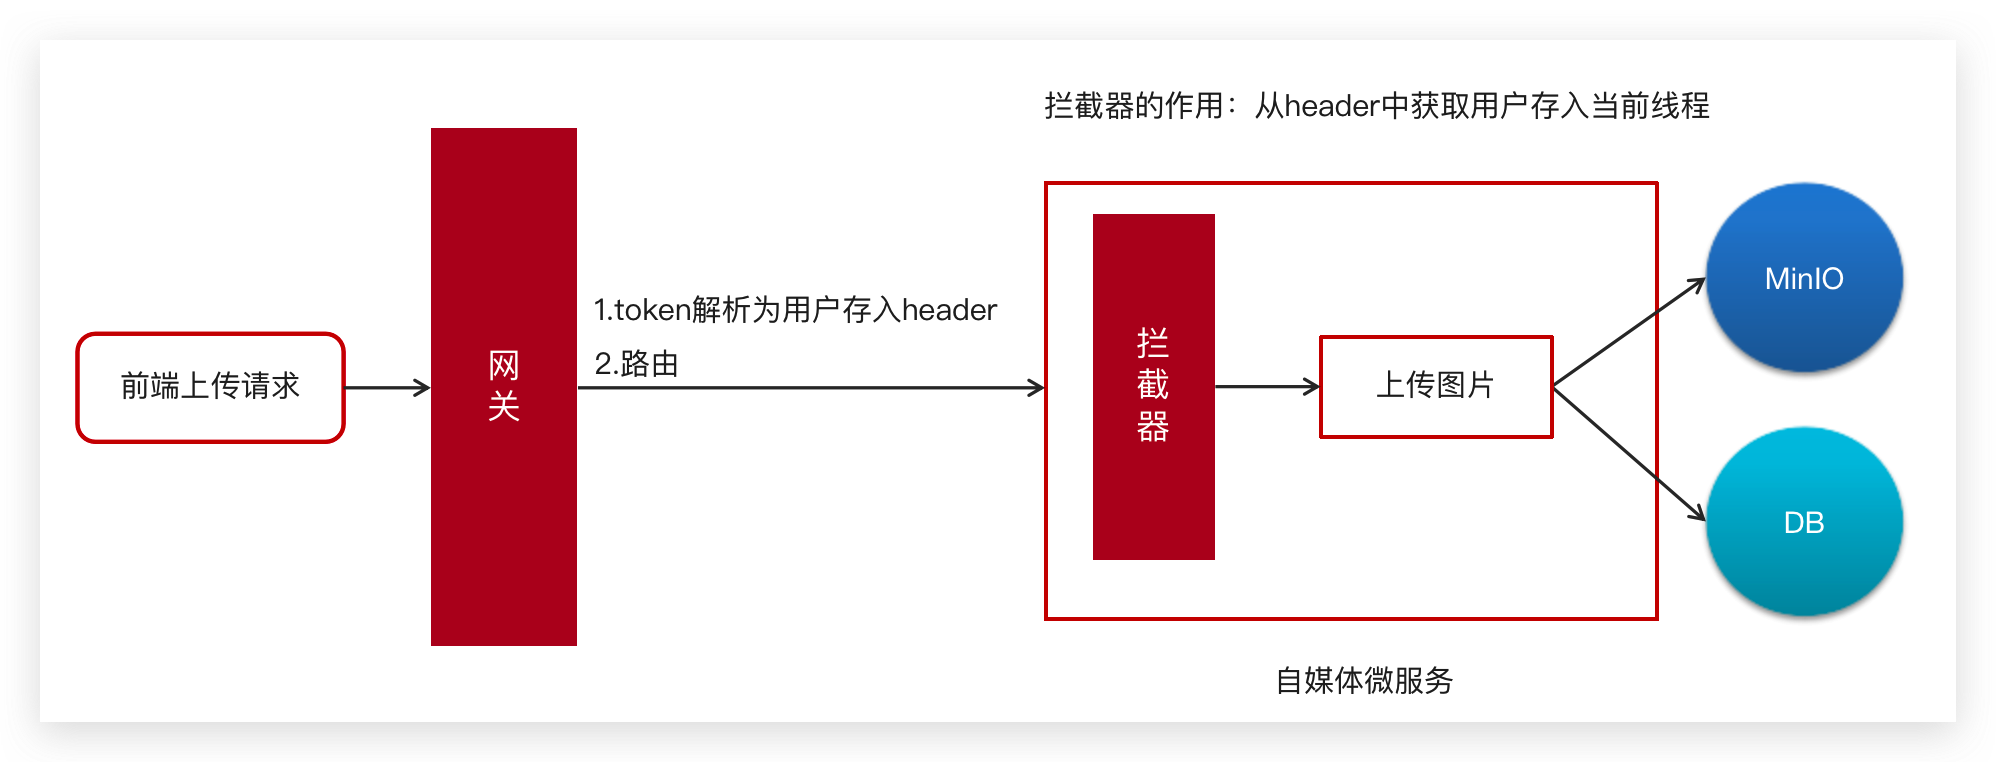 拦截器的作用：从header中获取用户存入当前线程
前端上传请求
网关
1.token解析为用户存入header
2.路由
拦截器
上传图片
MinIO
DB
自媒体微服务